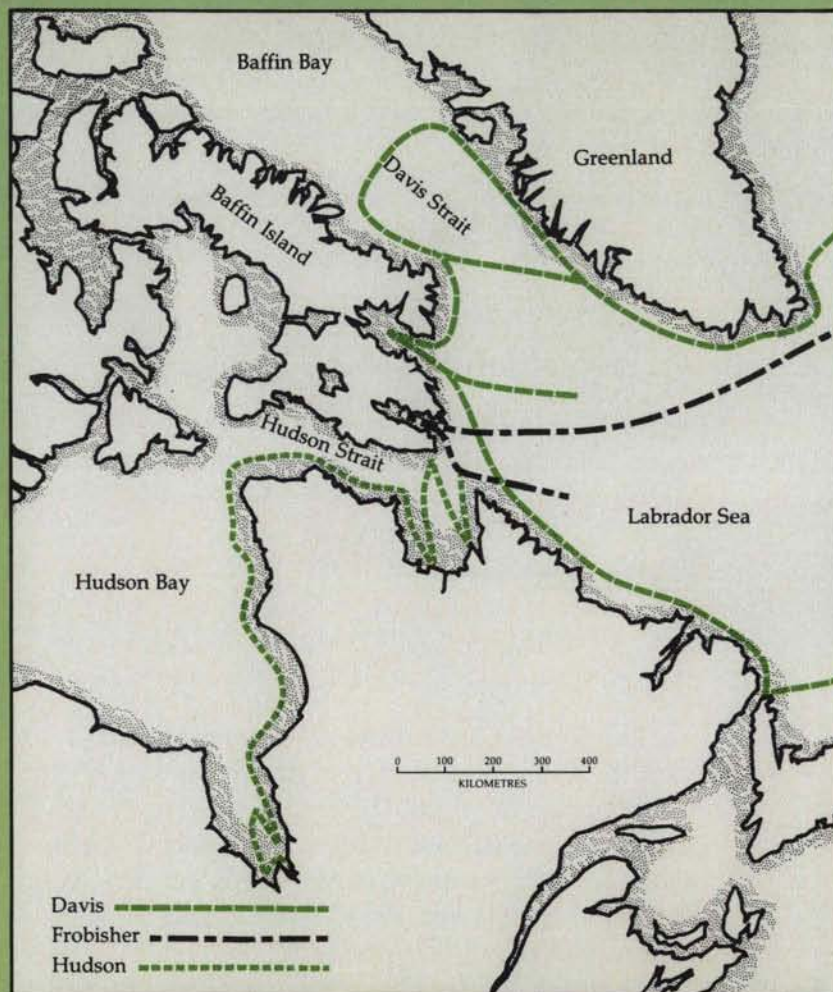 Baffin Bay
Greenland
Davis Strait
Baffin Island
Hudson Strait
Labrador Sea
Hudson Bay
0 100 200 300 400
KILOMETRES
Davis
Frobisher
Hudson